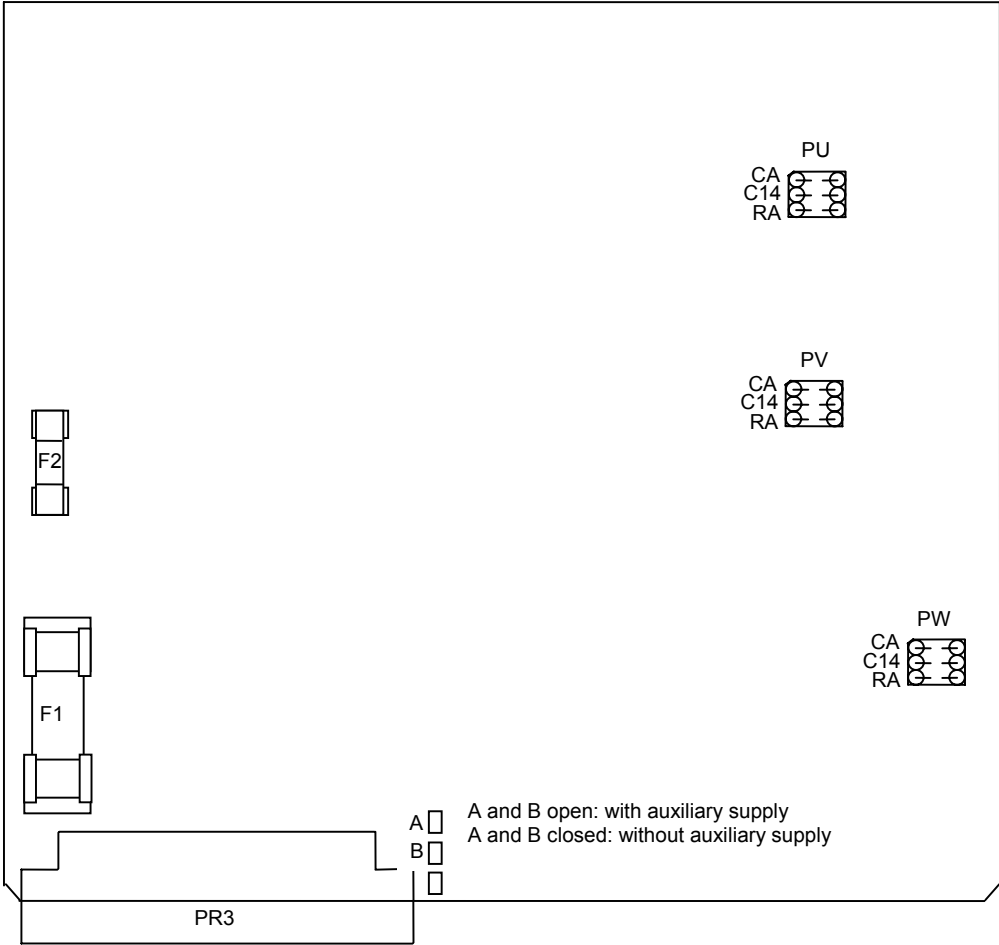 PU
CA
C14
RA
PV
CA
C14
RA
F2
PW
CA
C14
RA
F1
A and B open: with auxiliary supply
A
A and B closed: without auxiliary supply
B
PR3